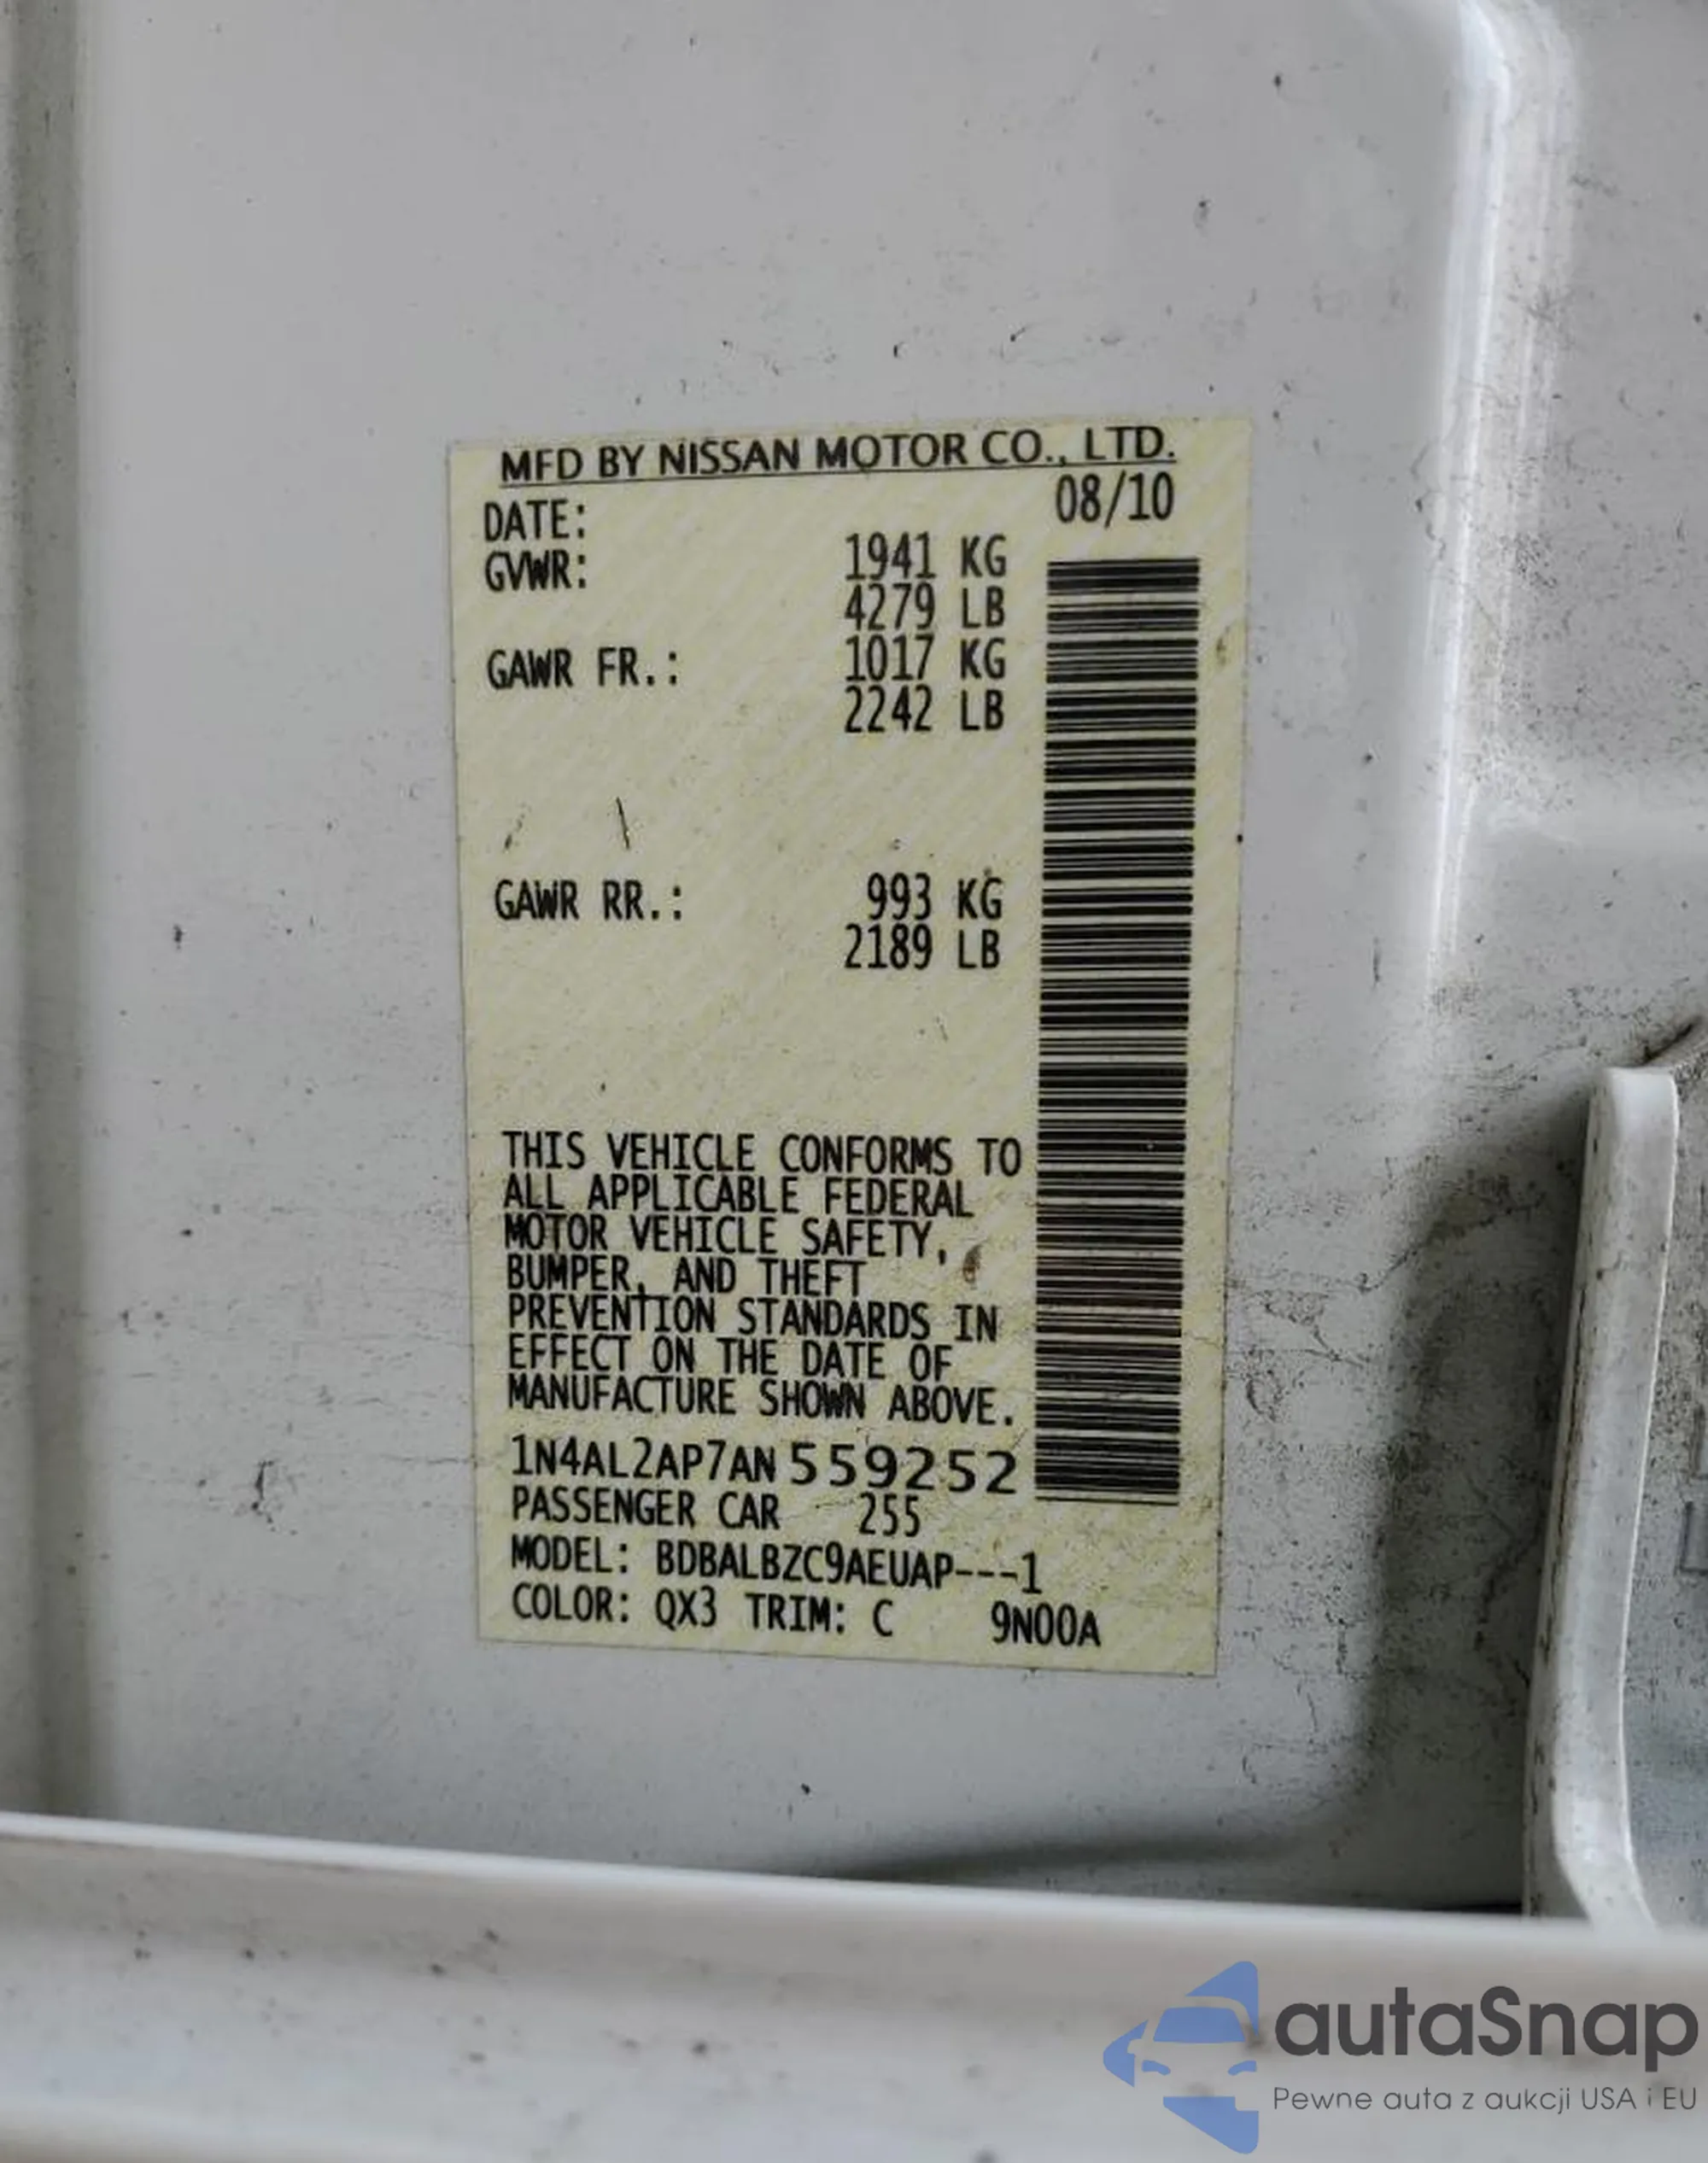 MFD BY NISSAN MOTOR CO., LTD.
DATE: 08/10
GVWR: 1941 KG
4279 LB
GAWR FR.: 1017 KG
2242 LB
GAWR RR.: 993 KG
2189 LB
THIS VEHICLE CONFORMS TO
ALL APPLICABLE FEDERAL
MOTOR VEHICLE SAFETY,
BUMPER, AND THEFT
PREVENTION STANDARDS IN
EFFECT ON THE DATE OF
MANUFACTURE SHOWN ABOVE.
1N4AL2AP7AN559252
PASSENGER CAR 255
MODEL: BDBALBZC9AEUAP---1
COLOR: QX3 TRIM: C 9N00A
autaSnap
Pewne auta z aukcji USA i EU